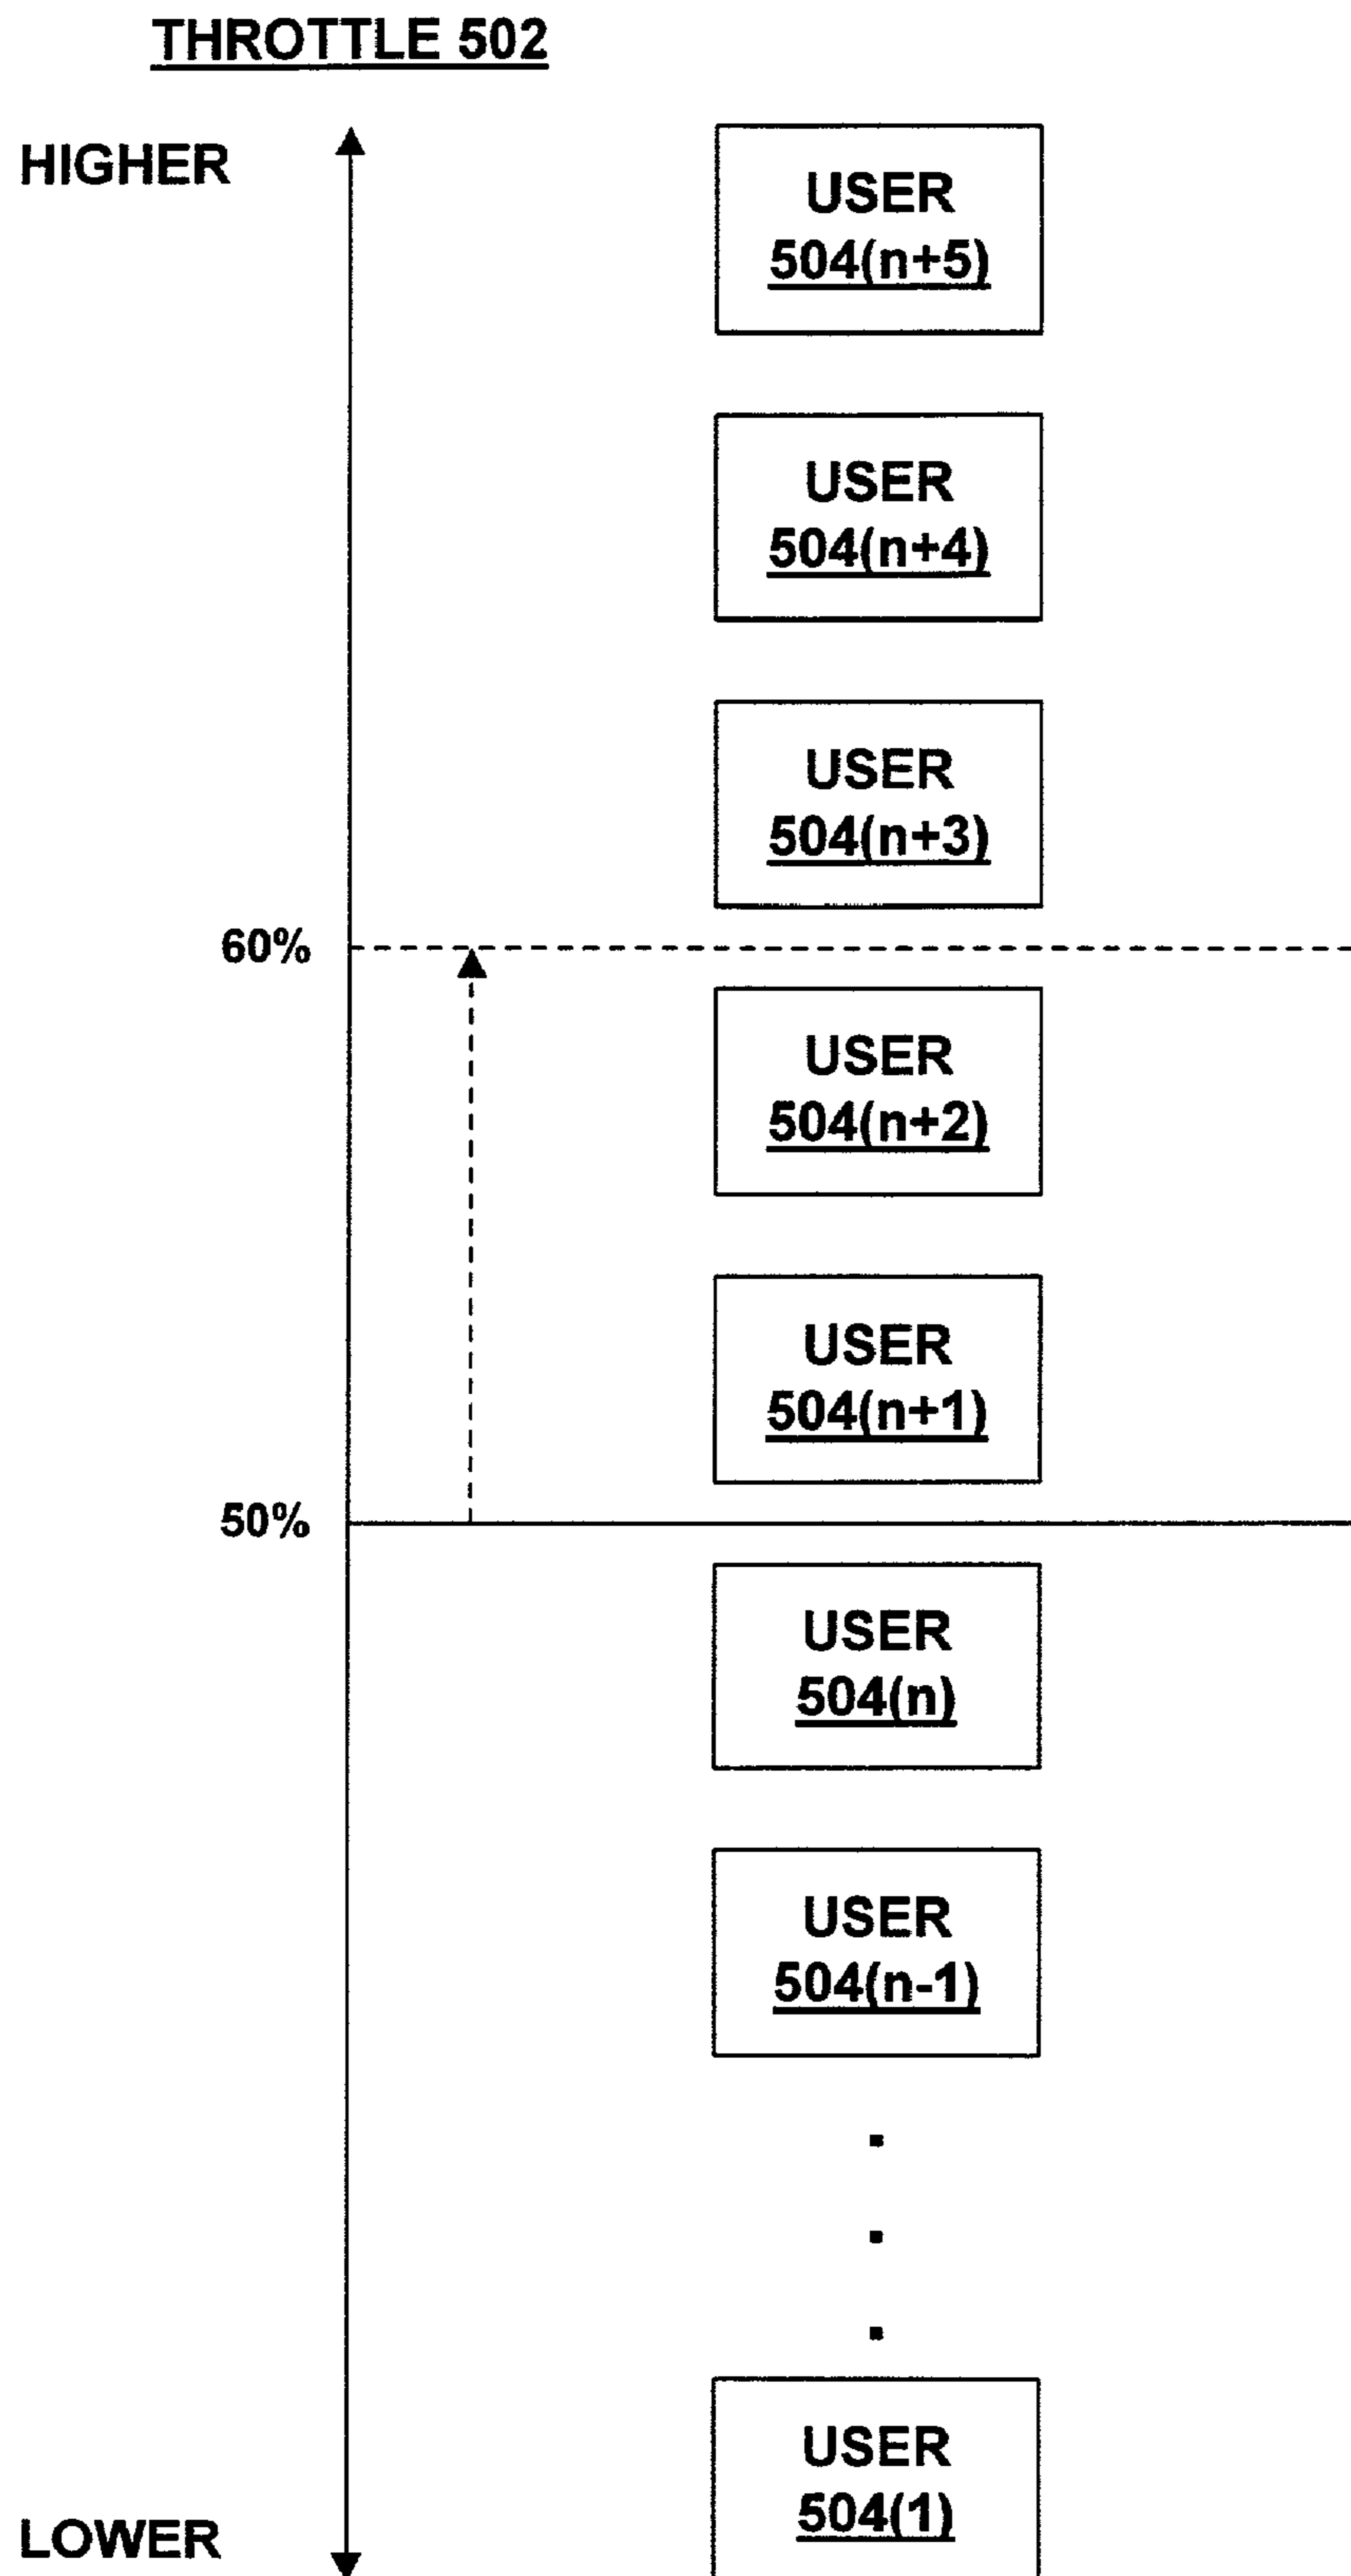 THROTTLE 502
HIGHER
USER
504(n+5)
USER
504(n+4)
USER
504(n+3)
60%
USER
504(n+2)
USER
504(n+1)
50%
USER
504(n)
USER
504(n-1)
USER
504(1)
LOWER